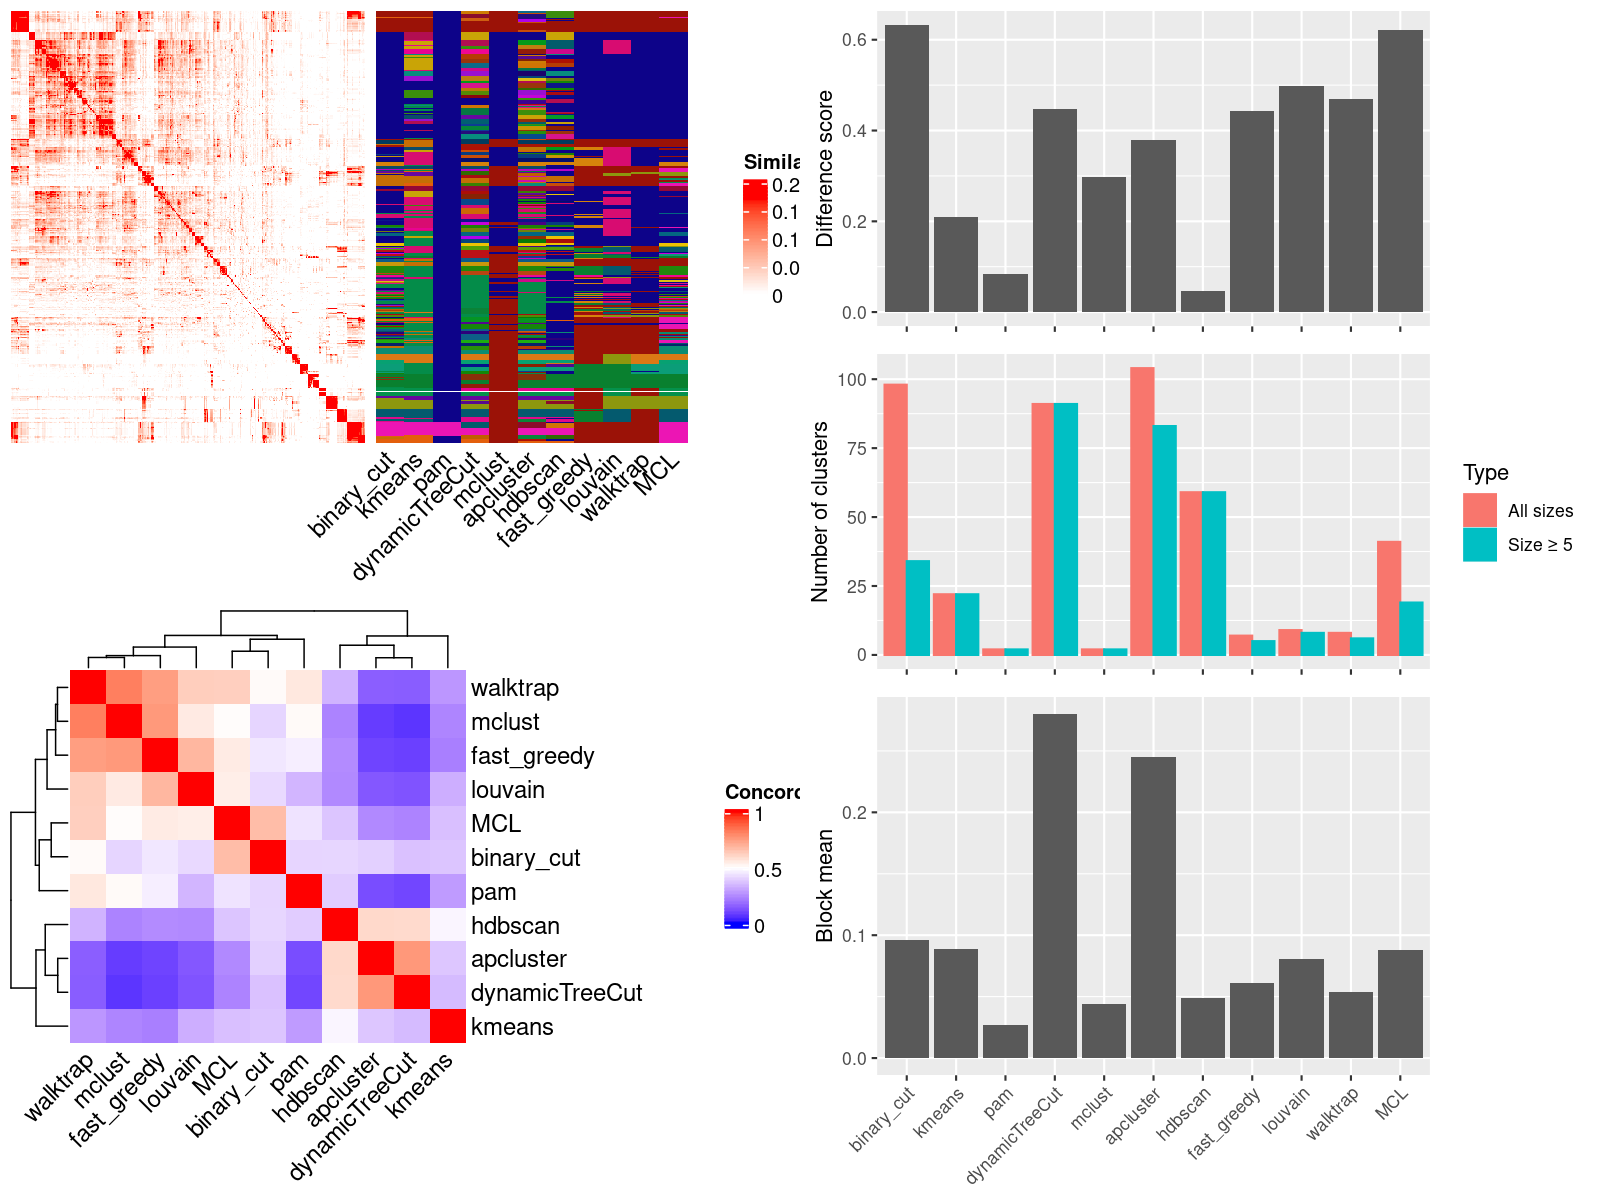 Simila
0.2
0.1
0.1
0.0
0
binary_cut
kmeans
pam
dynamicTreeCut
mclust
apcluster
hdbscan
fast_greedy
louvain
walktrap
MCL
walktrap
mclust
fast_greedy
louvain
MCL
binary_cut
pam
hdbscan
apcluster
dynamicTreeCut
kmeans
walktrap
mclust
fast_greedy
louvain
MCL
binary_cut
pam
hdbscan
apcluster
dynamicTreeCut
kmeans
Concord
1
0.5
0
Difference score
0.6
0.4
0.2
0.0
Number of clusters
100
75
50
25
0
Type
All sizes
Size ≥ 5
Block mean
0.2
0.1
0.0
binary_cut
kmeans
pam
dynamicTreeCut
mclust
apcluster
hdbscan
fast_greedy
louvain
walktrap
MCL